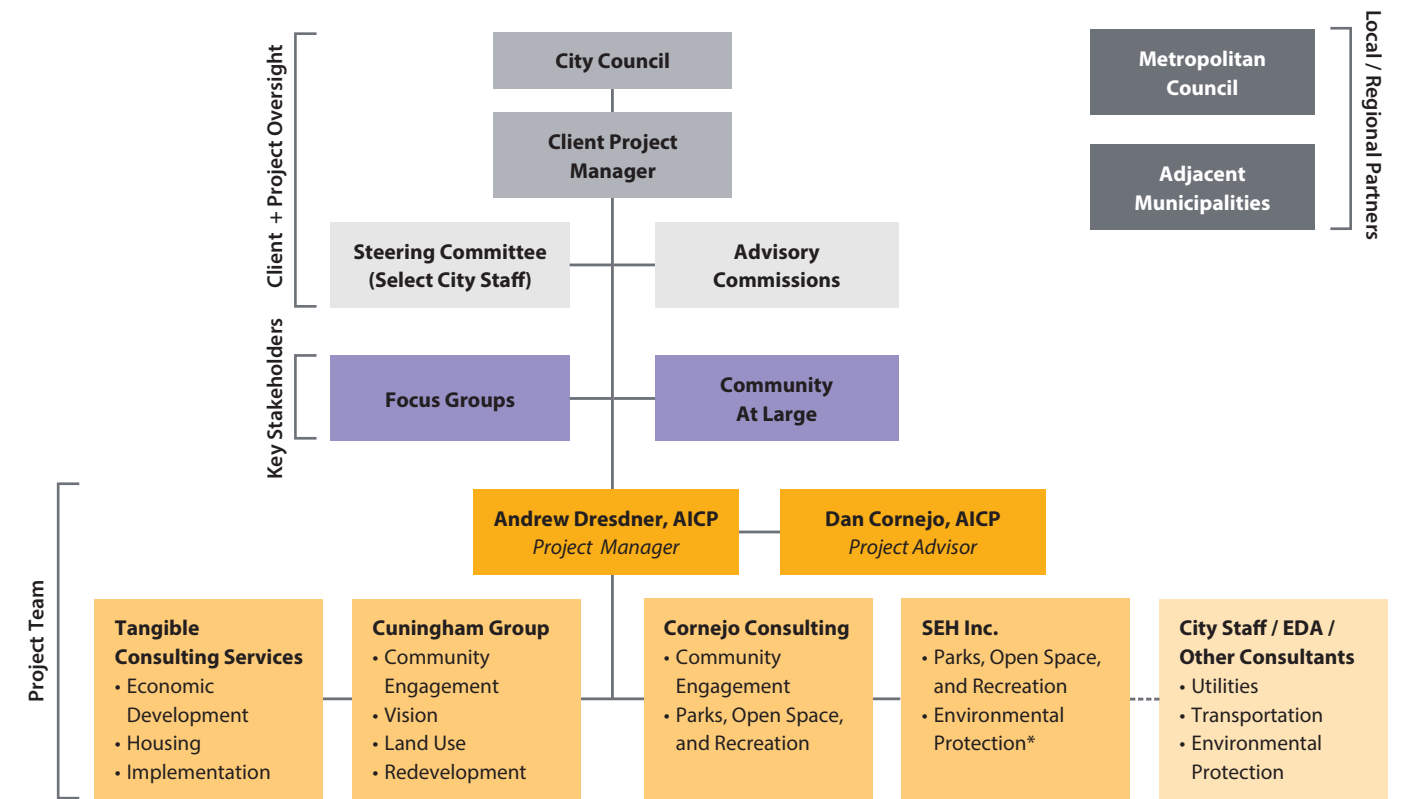 Client + Project Oversight
City Council
Client Project
Manager
Steering Committee
(Select City Staff)
Advisory
Commissions
Local / Regional Partners
Metropolitan
Council
Adjacent
Municipalities
Key Stakeholders
Focus Groups
Community
At Large
Project Team
Andrew Dresdner, AICP
Project Manager
Dan Cornejo, AICP
Project Advisor
Tangible
Consulting Services
• Economic
Development
• Housing
• Implementation
Cuningham Group
• Community
Engagement
• Vision
• Land Use
• Redevelopment
Cornejo Consulting
• Community
Engagement
• Parks, Open Space,
and Recreation
SEH Inc.
• Parks, Open Space,
and Recreation
• Environmental
Protection*
City Staff / EDA /
Other Consultants
• Utilities
• Transportation
• Environmental
Protection